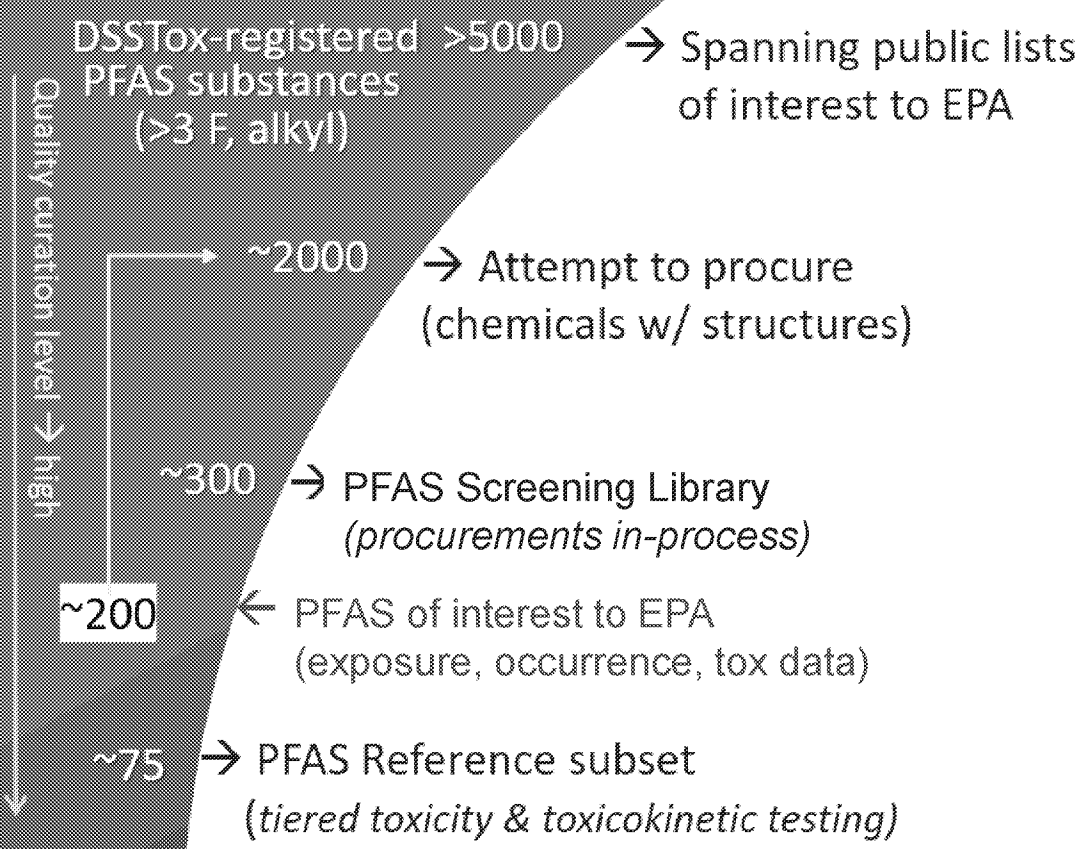 DSSTox-registered >5000
PFAS substances
(>3 F, alkyl)
→ Spanning public lists
of interest to EPA
Quality curation level → high
~2000 → Attempt to procure
(chemicals w/ structures)
~300 → PFAS Screening Library
(procurements in-process)
~200 ← PFAS of interest to EPA
(exposure, occurrence, tox data)
~75 → PFAS Reference subset
(tiered toxicity & toxicokinetic testing)